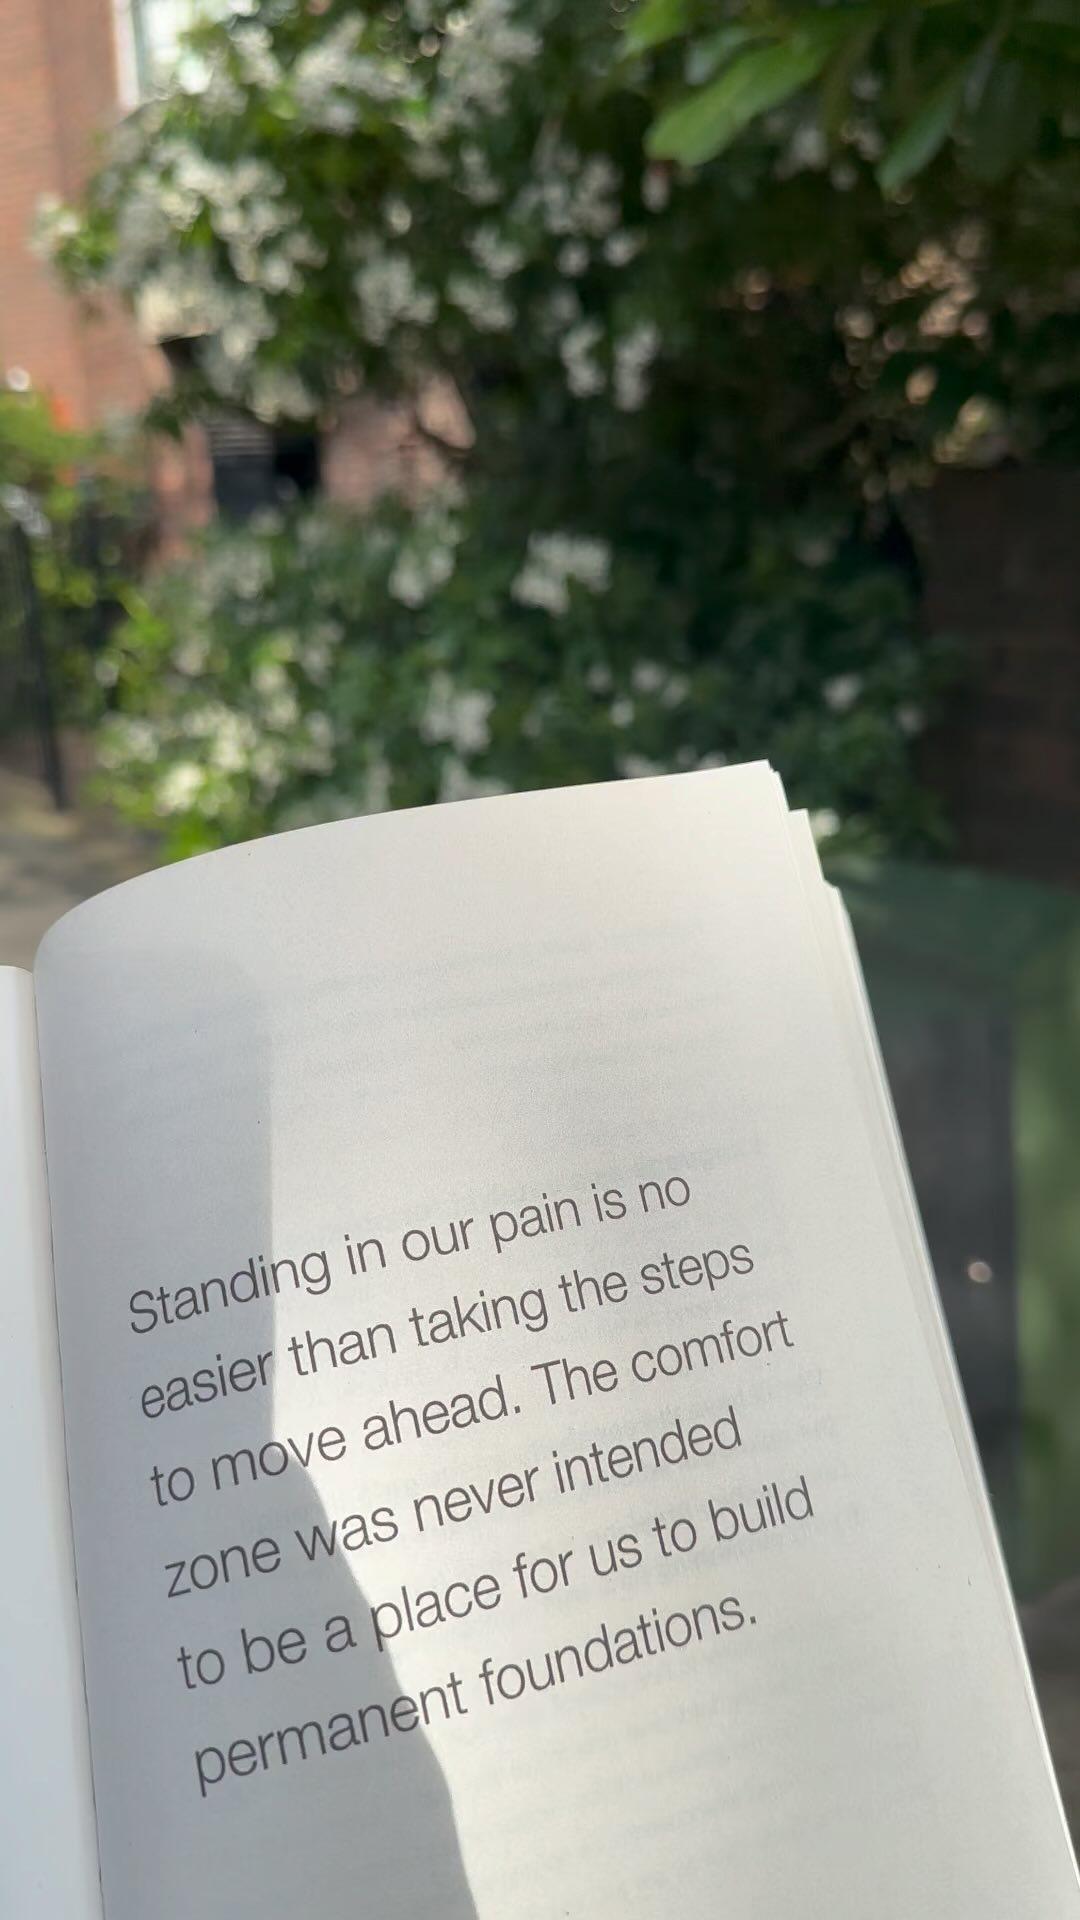 Standing in our pain is no
easier than taking the steps
to move ahead. The comfort
zone was never intended
to be a place for us to build
permanent foundations.